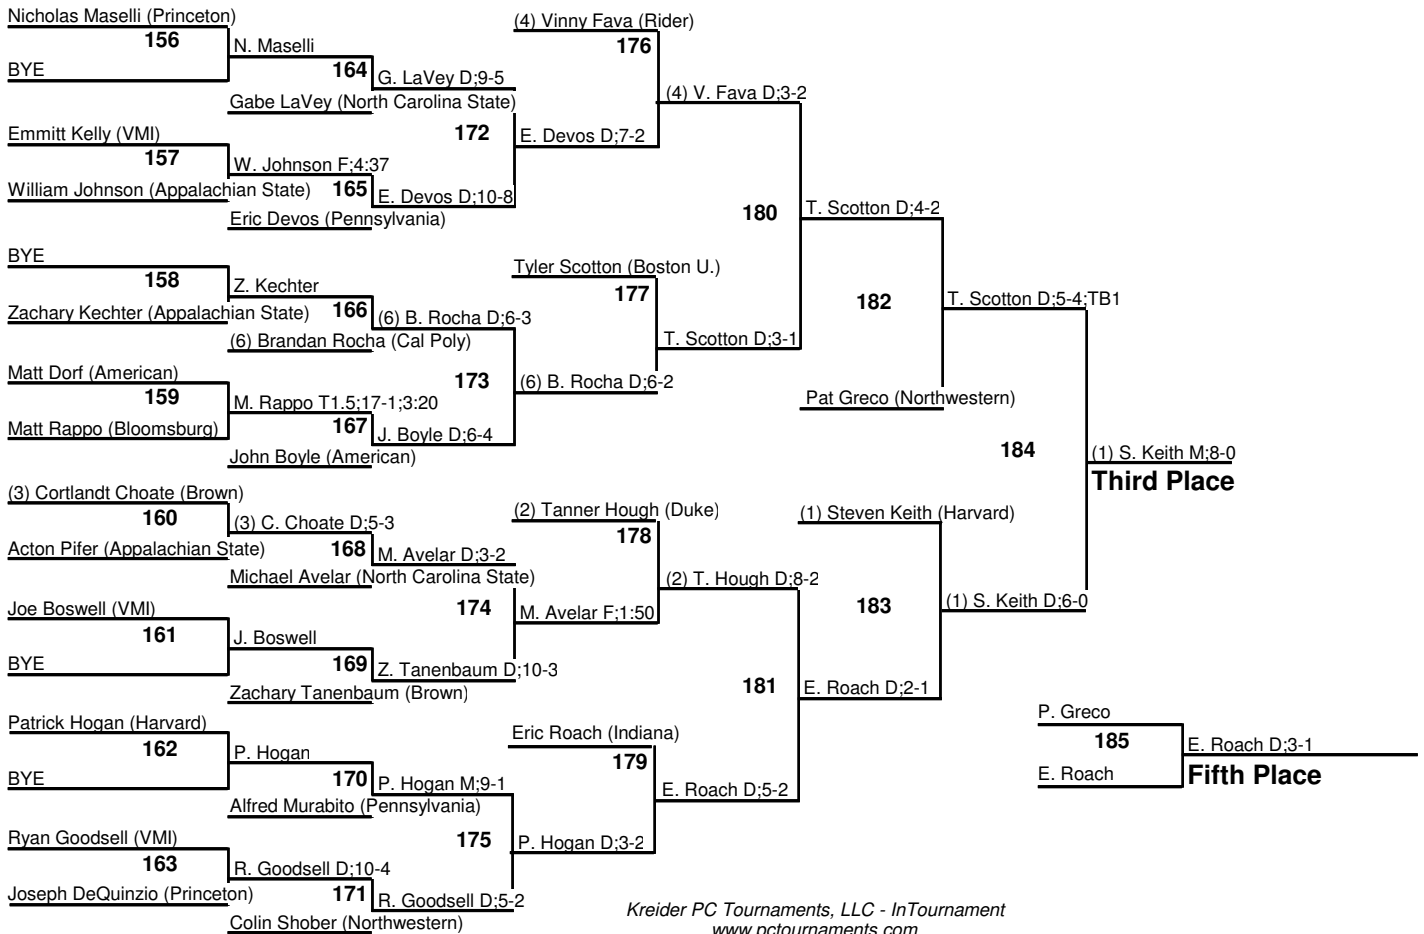 Nicholas Maselli (Princeton)
156
BYE
N. Maselli
164
Gabe LaVey (North Carolina State)
G. LaVey D;9-5
Emmitt Kelly (VMI)
157
William Johnson (Appalachian State)
W. Johnson F;4:37
165
Eric Devos (Pennsylvania)
E. Devos D;10-8
172
E. Devos D;7-2
(4) Vinny Fava (Rider)
176
(4) V. Fava D;3-2
BYE
158
Zachary Kechter (Appalachian State)
Z. Kechter
166
(6) Brandan Rocha (Cal Poly)
(6) B. Rocha D;6-3
Matt Dorf (American)
159
Matt Rappo (Bloomsburg)
M. Rappo T1.5;17-1;3:20
167
John Boyle (American)
J. Boyle D;6-4
173
(6) B. Rocha D;6-2
Tyler Scotton (Boston U.)
177
T. Scotton D;3-1
180
T. Scotton D;4-2
182
Pat Greco (Northwestern)
T. Scotton D;5-4;TB1
(3) Cortlandt Choate (Brown)
160
Acton Pifer (Appalachian State)
(3) C. Choate D;5-3
168
Michael Avelar (North Carolina State)
M. Avelar D;3-2
Joe Boswell (VMI)
161
BYE
J. Boswell
169
Zachary Tanenbaum (Brown)
Z. Tanenbaum D;10-3
174
M. Avelar F;1:50
(2) Tanner Hough (Duke)
178
(2) T. Hough D;8-2
Patrick Hogan (Harvard)
162
BYE
P. Hogan
170
Alfred Murabito (Pennsylvania)
P. Hogan M;9-1
Ryan Goodsell (VMI)
163
Joseph DeQuinzio (Princeton)
R. Goodsell D;10-4
171
Colin Shober (Northwestern)
R. Goodsell D;5-2
175
P. Hogan D;3-2
Eric Roach (Indiana)
179
E. Roach D;5-2
181
E. Roach D;2-1
(1) Steven Keith (Harvard)
183
(1) S. Keith D;6-0
184
(1) S. Keith M;8-0
Third Place
P. Greco
185
E. Roach
E. Roach D;3-1
Fifth Place
Kreider PC Tournaments, LLC - InTournament
www.pctournaments.com